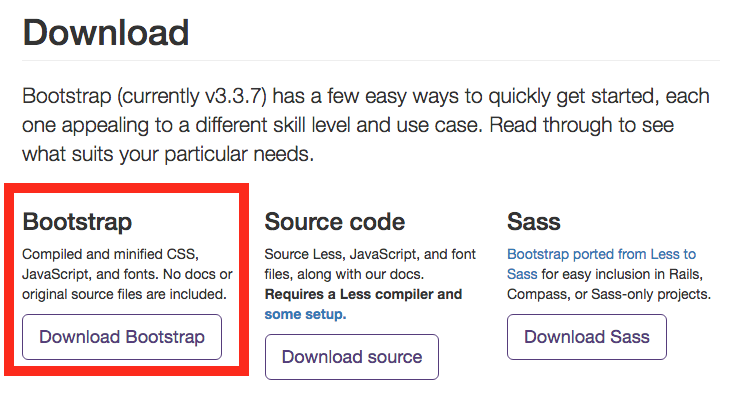 Download
Bootstrap (currently v3.3.7) has a few easy ways to quickly get started, each
one appealing to a different skill level and use case. Read through to see
what suits your particular needs.
Bootstrap
Compiled and minified CSS,
JavaScript, and fonts. No docs or
original source files are included.
Download Bootstrap
Source code
Source Less, JavaScript, and font
files, along with our docs.
Requires a Less compiler and
some setup.
Download source
Sass
Bootstrap ported from Less to
Sass for easy inclusion in Rails,
Compass, or Sass-only projects.
Download Sass